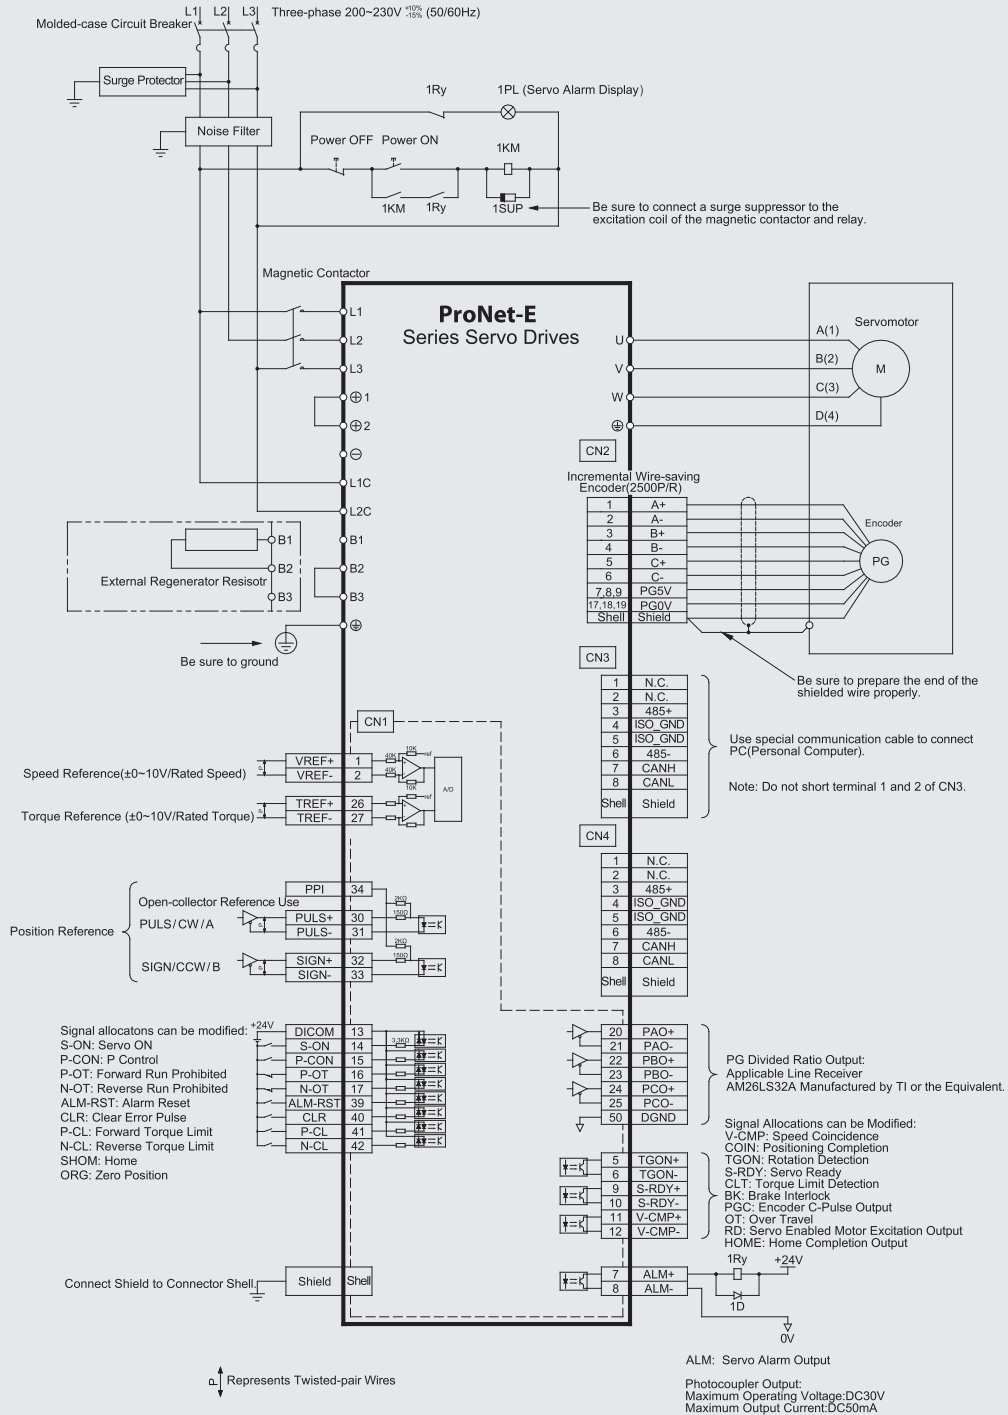 L1 L2 L3 Three-phase 200~230V +10% -15% (50/60Hz)
Molded-case Circuit Breaker
Surge Protector
Noise Filter
1Ry 1PL (Servo Alarm Display)
Power OFF Power ON
1KM
1KM 1Ry 1SUP
Be sure to connect a surge suppressor to the
excitation coil of the magnetic contactor and relay.
Magnetic Contactor
ProNet-E
Series Servo Drives
L1
L2
L3
1
2
L1C
L2C
B1
B2
B3
External Regenerator Resisotr
B1
B2
B3
Be sure to ground
U
V
W
A(1)
B(2)
C(3)
D(4)
Servomotor
M
CN2
Incremental Wire-saving
Encoder(2500P/R)
1 A+
2 A-
3 B+
4 B-
5 C+
6 C-
7,8,9 PG5V
17,18,19 PG0V
Shell Shield
Encoder
PG
Be sure to prepare the end of the
shielded wire properly.
CN3
1 N.C.
2 N.C.
3 485+
4 ISO_GND
5 ISO_GND
6 485-
7 CANH
8 CANL
Shell Shield
Use special communication cable to connect
PC(Personal Computer).
Note: Do not short terminal 1 and 2 of CN3.
CN4
1 N.C.
2 N.C.
3 485+
4 ISO_GND
5 ISO_GND
6 485-
7 CANH
8 CANL
Shell Shield
CN1
Speed Reference(±0~10V/Rated Speed)
P
VREF+ 1
VREF- 2
40K
40K
10K
10K
ref
A/D
Torque Reference (±0~10V/Rated Torque)
P
TREF+ 26
TREF- 27
ref
PPI 34
Open-collector Reference Use
Position Reference
PULS/CW/A
P
PULS+ 30
PULS- 31
2KΩ
150Ω
SIGN/CCW/B
P
SIGN+ 32
SIGN- 33
2KΩ
150Ω
Signal allocatons can be modified:
S-ON: Servo ON
P-CON: P Control
P-OT: Forward Run Prohibited
N-OT: Reverse Run Prohibited
ALM-RST: Alarm Reset
CLR: Clear Error Pulse
P-CL: Forward Torque Limit
N-CL: Reverse Torque Limit
SHOM: Home
ORG: Zero Position
+24V
DICOM 13
S-ON 14
P-CON 15
P-OT 16
N-OT 17
ALM-RST 39
CLR 40
P-CL 41
N-CL 42
3.3KΩ
Connect Shield to Connector Shell.
Shield Shell
20 PAO+
21 PAO-
22 PBO+
23 PBO-
24 PCO+
25 PCO-
50 DGND
PG Divided Ratio Output:
Applicable Line Receiver
AM26LS32A Manufactured by TI or the Equivalent.
5 TGON+
6 TGON-
9 S-RDY+
10 S-RDY-
11 V-CMP+
12 V-CMP-
Signal Allocations can be Modified:
V-CMP: Speed Coincidence
COIN: Positioning Completion
TGON: Rotation Detection
S-RDY: Servo Ready
CLT: Torque Limit Detection
BK: Brake Interlock
PGC: Encoder C-Pulse Output
OT: Over Travel
RD: Servo Enabled Motor Excitation Output
HOME: Home Completion Output
7 ALM+
8 ALM-
1Ry
+24V
1D
0V
ALM: Servo Alarm Output
Photocoupler Output:
Maximum Operating Voltage:DC30V
Maximum Output Current:DC50mA
P Represents Twisted-pair Wires